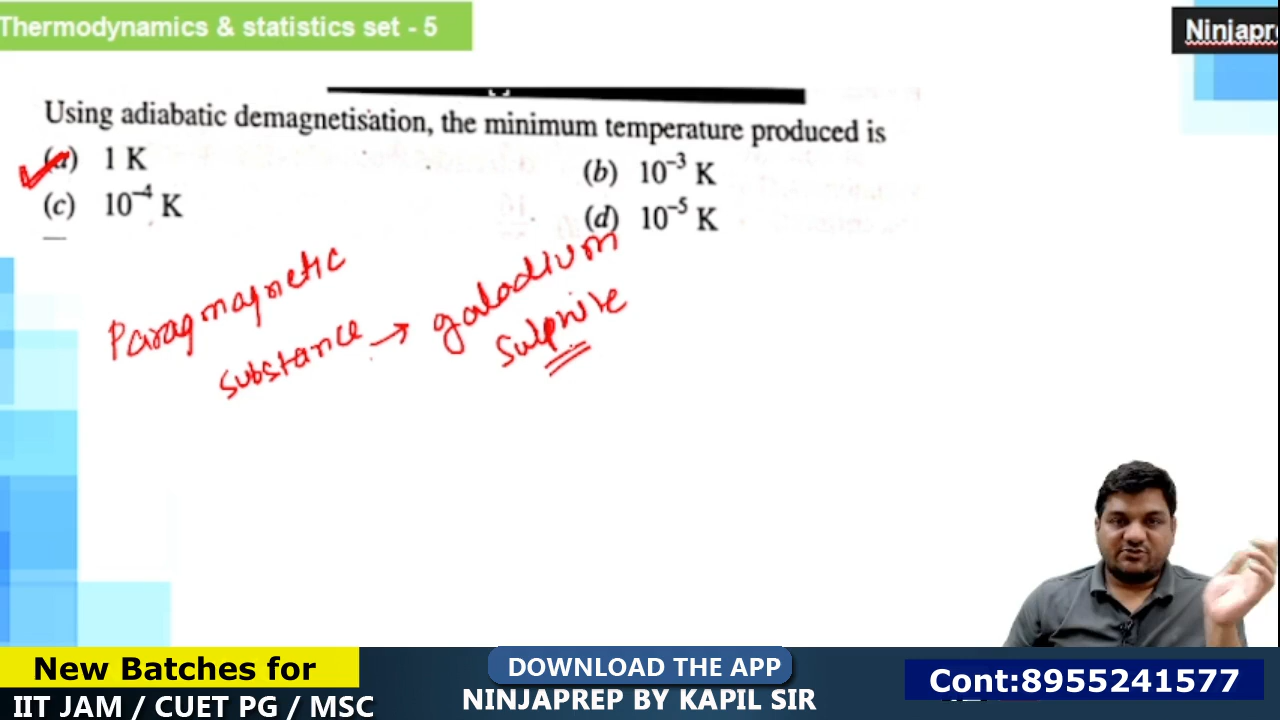 Thermodynamics & statistics set - 5
Ninjapr
Using adiabatic demagnetisation, the minimum temperature produced is
(a) 1 K
(b) 10⁻³ K
(c) 10⁻⁴ K
(d) 10⁻⁵ K
Paragmagnetic
substance → galadium
sulphite
New Batches for
IIT JAM / CUET PG / MSC
DOWNLOAD THE APP
NINJAPREP BY KAPIL SIR
Cont:8955241577